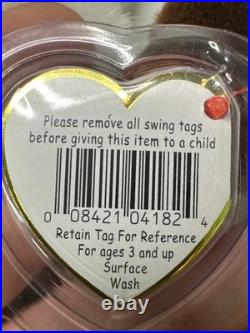 Please remove all swing tags
before giving this item to a child
0 08421 04182 4
Retain Tag For Reference
For ages 3 and up
Surface
Wash